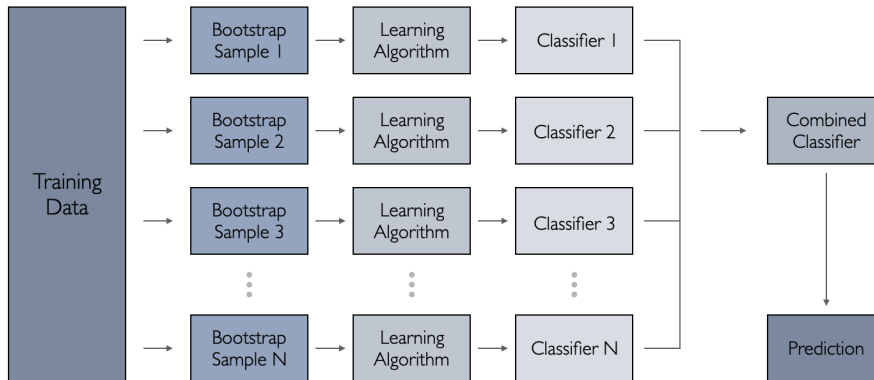 Training
Data
Bootstrap
Sample 1
Learning
Algorithm
Classifier 1
Bootstrap
Sample 2
Learning
Algorithm
Classifier 2
Bootstrap
Sample 3
Learning
Algorithm
Classifier 3
Bootstrap
Sample N
Learning
Algorithm
Classifier N
Combined
Classifier
Prediction